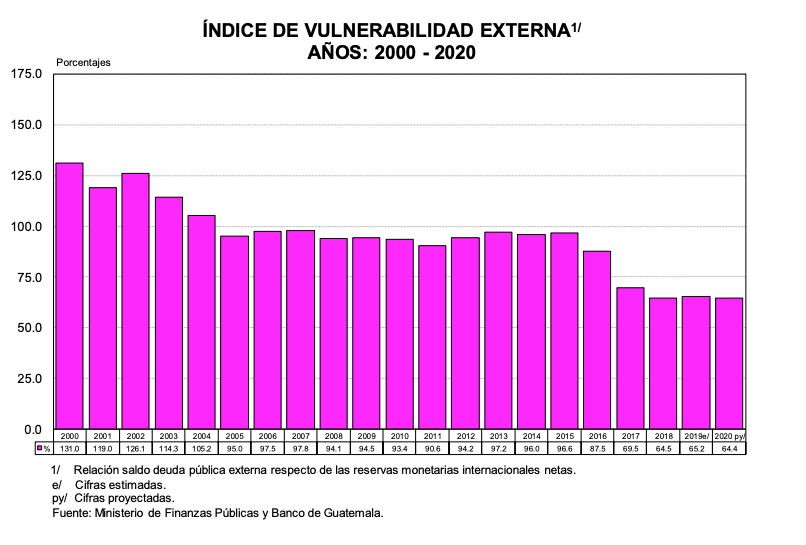 ÍNDICE DE VULNERABILIDAD EXTERNA1/
AÑOS: 2000 - 2020
Porcentajes
175.0
150.0
125.0
100.0
75.0
50.0
25.0
0.0
2000 2001 2002 2003 2004 2005 2006 2007 2008 2009 2010 2011 2012 2013 2014 2015 2016 2017 2018 2019e/ 2020 py/
% 131.0 119.0 126.1 114.3 105.2 95.0 97.5 97.8 94.1 94.5 93.4 90.6 94.2 97.2 96.0 96.6 87.5 69.5 64.5 65.2 64.4
1/ Relación saldo deuda pública externa respecto de las reservas monetarias internacionales netas.
e/ Cifras estimadas.
py/ Cifras proyectadas.
Fuente: Ministerio de Finanzas Públicas y Banco de Guatemala.